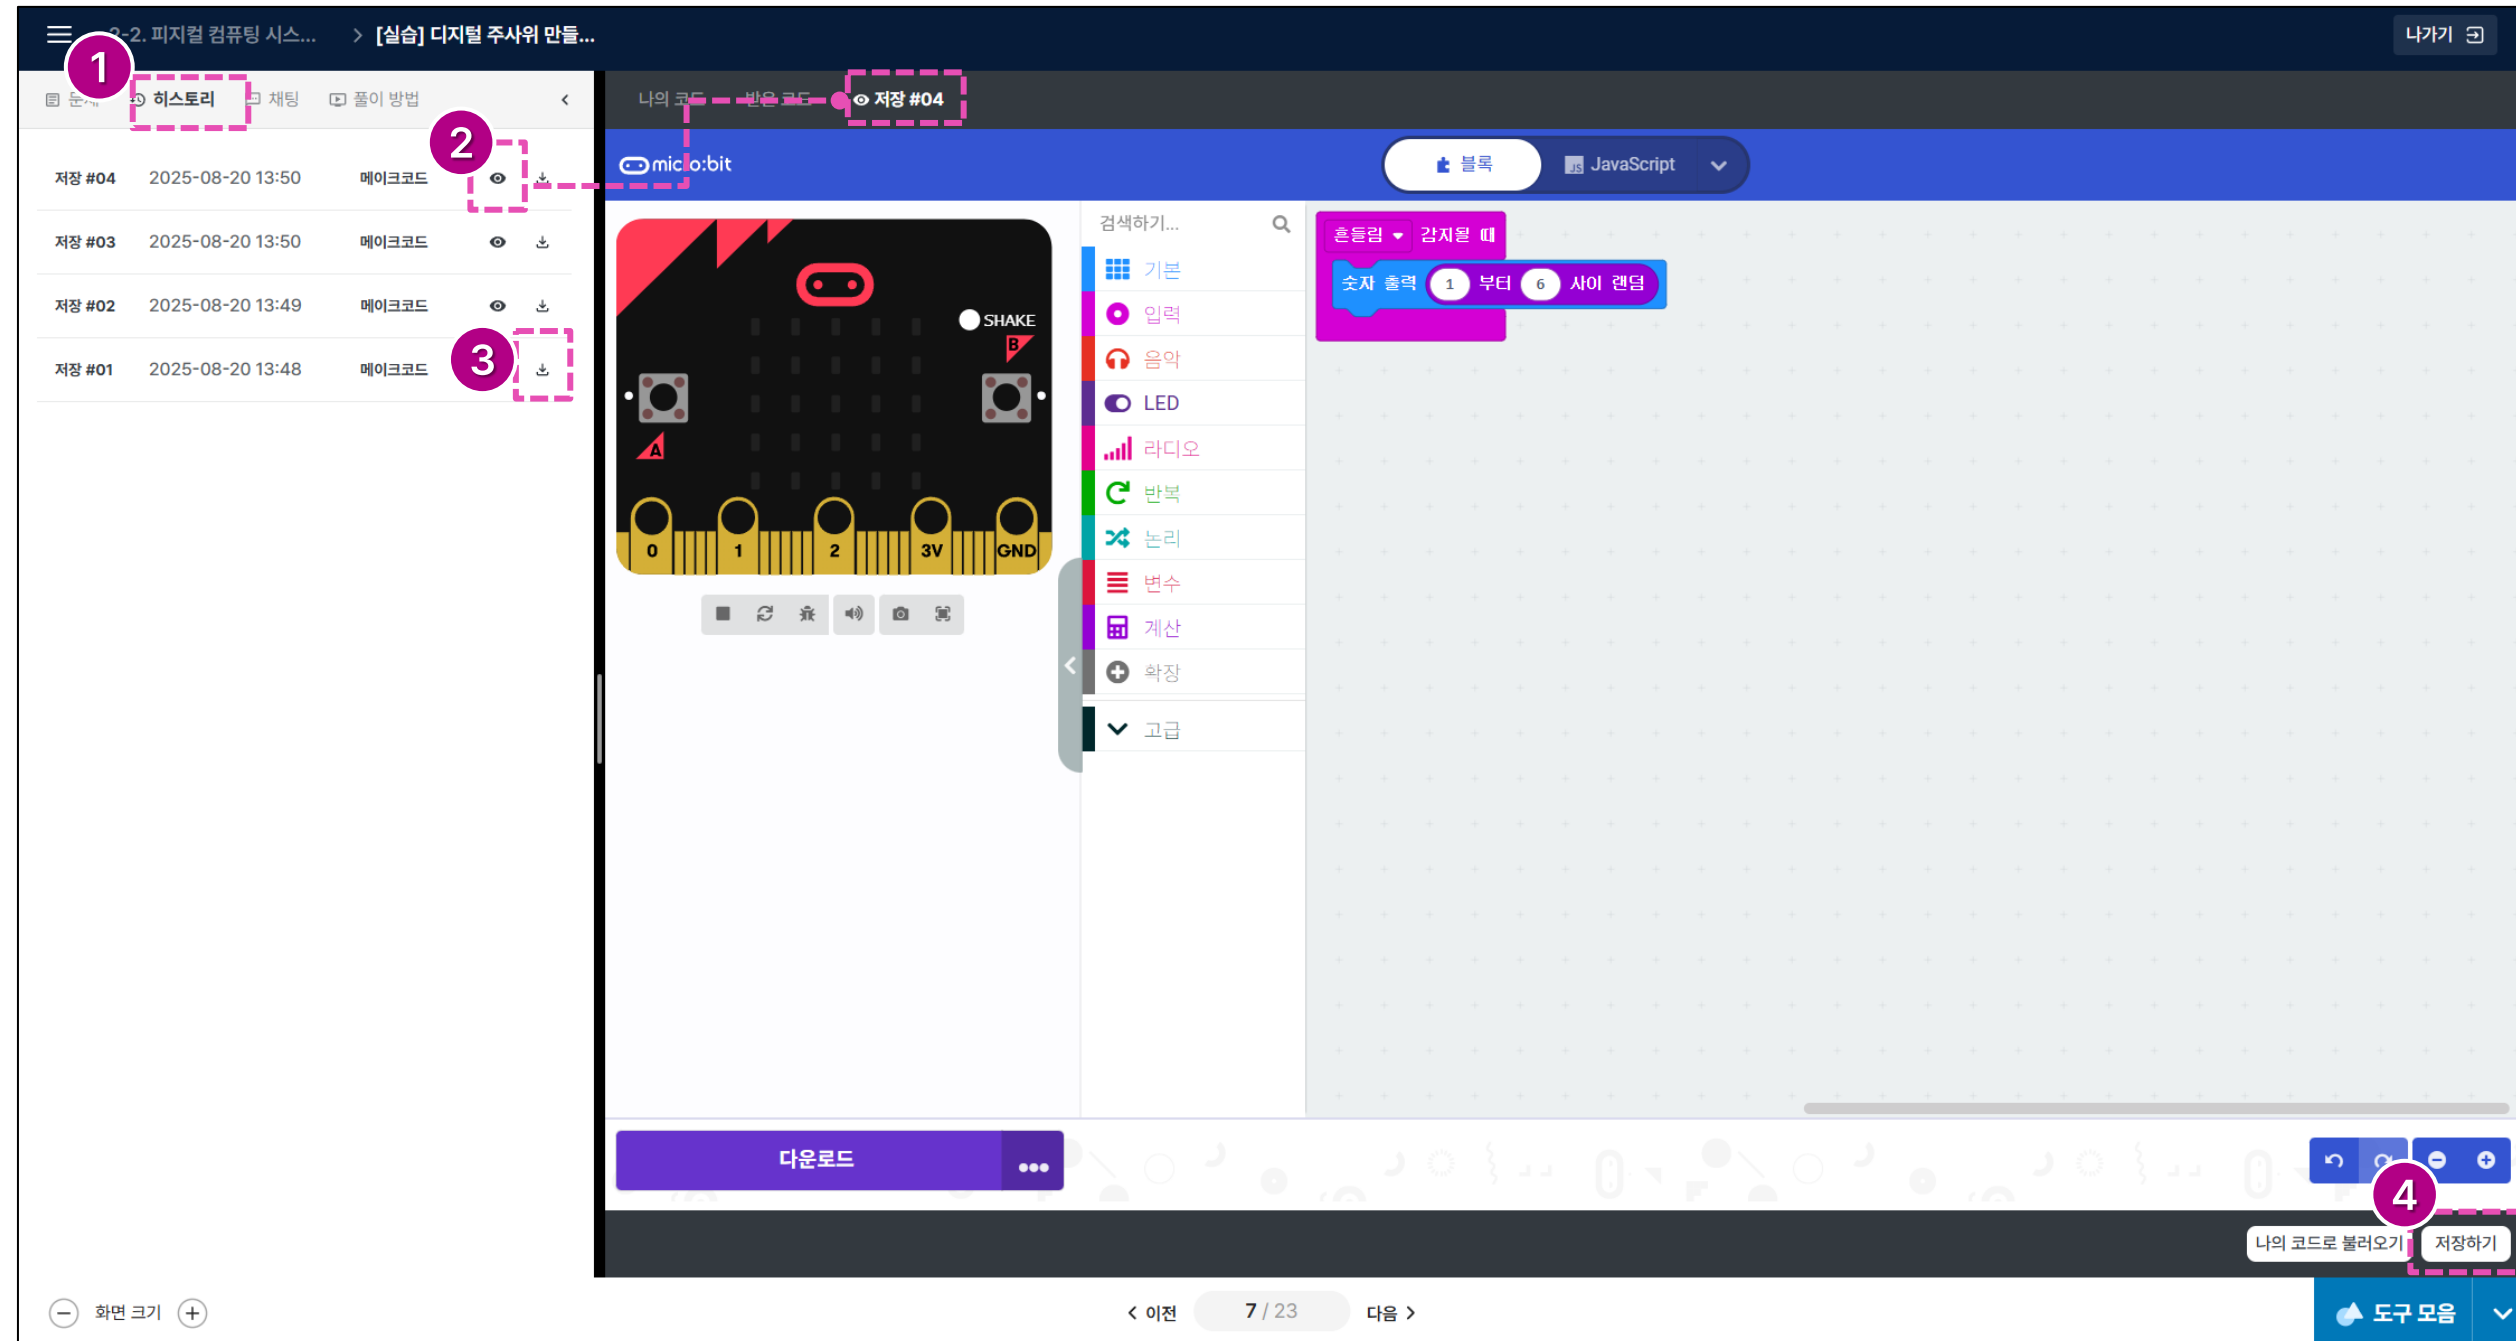 -2. 피지컬 컴퓨팅 시스...
[실습] 디지털 주사위 만들...
나가기
1
히스토리
채팅
풀이 방법
나의 코드
받은 코드
저장 #04
2
저장 #04 2025-08-20 13:50 메이크코드
저장 #03 2025-08-20 13:50 메이크코드
저장 #02 2025-08-20 13:49 메이크코드
3
저장 #01 2025-08-20 13:48 메이크코드
micro:bit
블록
JS JavaScript
SHAKE
B
A
0 1 2 3V GND
검색하기...
기본
입력
음악
LED
라디오
반복
논리
변수
계산
확장
고급
흔들림 감지될 때
숫자 출력 1 부터 6 사이 랜덤
다운로드
4
나의 코드로 불러오기
저장하기
화면 크기
이전
7 / 23
다음
도구 모음